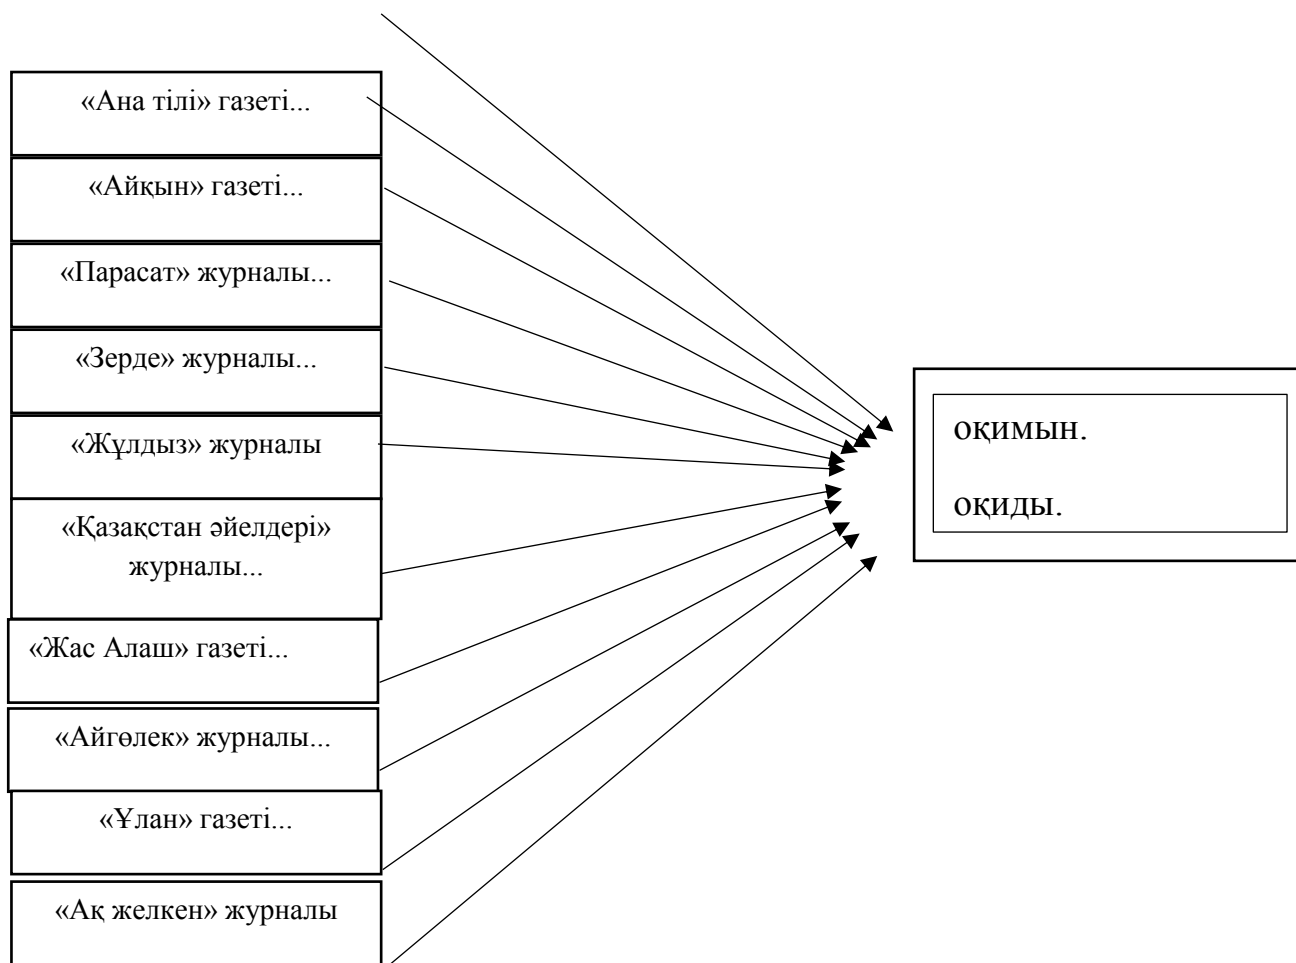 «Ана тілі» газеті...
«Айқын» газеті...
«Парасат» журналы...
«Зерде» журналы...
«Жұлдыз» журналы
«Қазақстан әйелдері»
журналы...
«Жас Алаш» газеті...
«Айгөлек» журналы...
«Ұлан» газеті...
«Ақ желкен» журналы
оқимын.
оқиды.